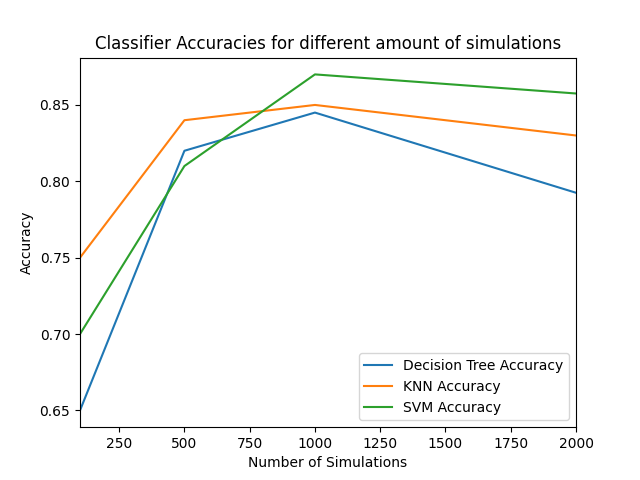 Classifier Accuracies for different amount of simulations
0.85
0.80
0.75
0.70
0.65
Accuracy
Decision Tree Accuracy
KNN Accuracy
SVM Accuracy
250 500 750 1000 1250 1500 1750 2000
Number of Simulations